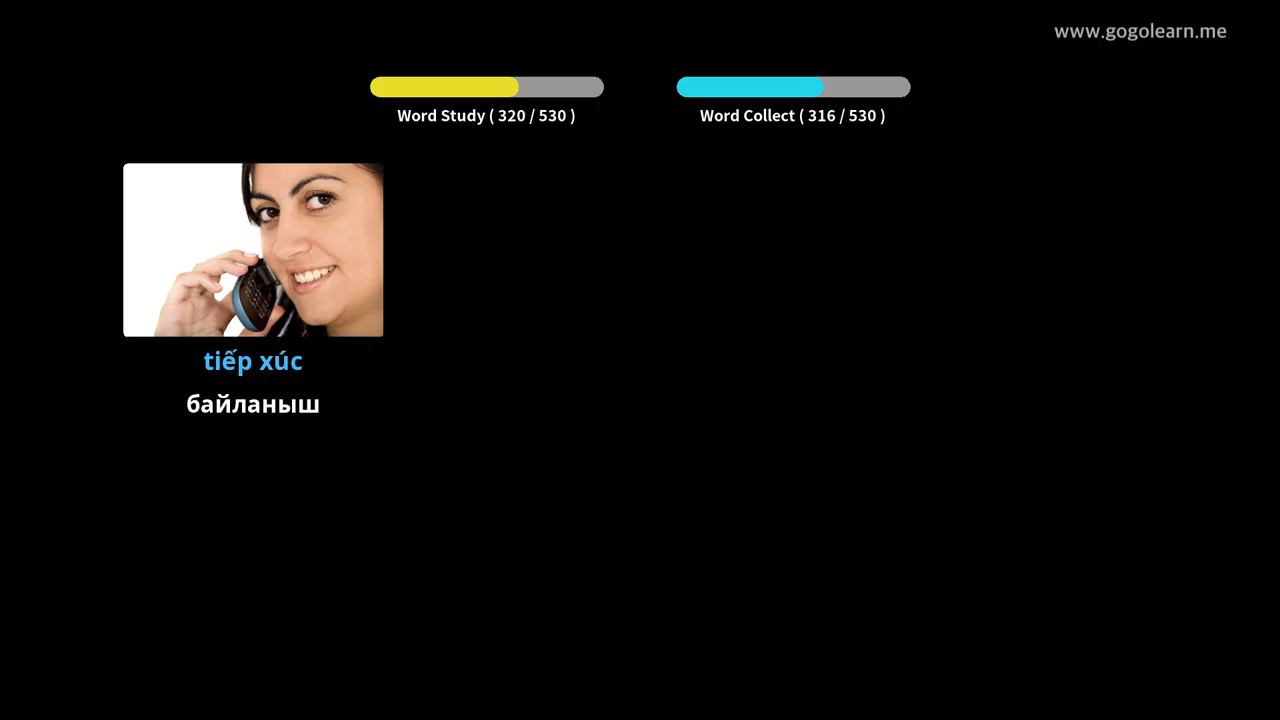 www.gogolearn.me
Word Study ( 320 / 530 )
Word Collect ( 316 / 530 )
tiếp xúc
байланыш